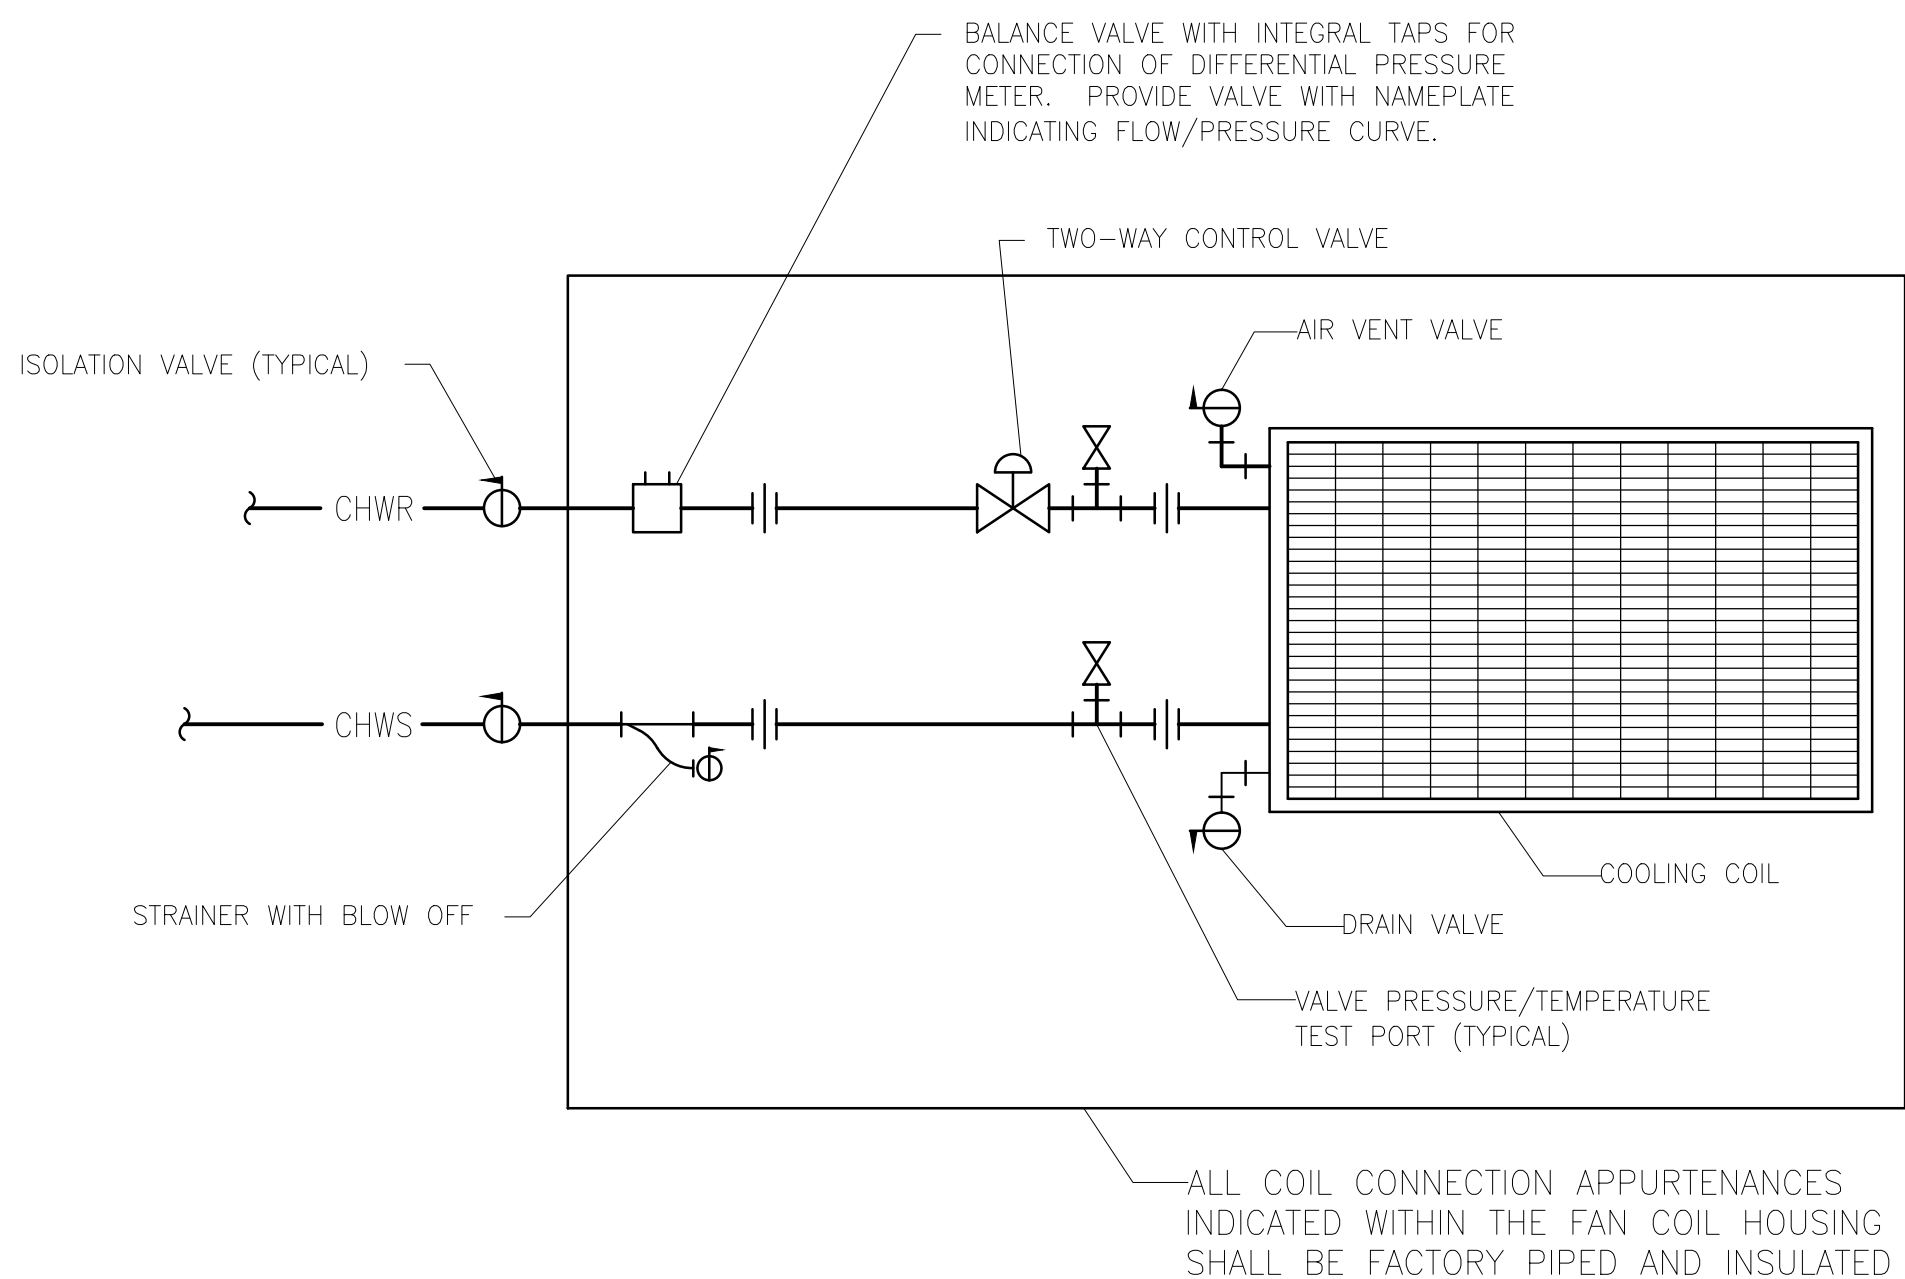 BALANCE VALVE WITH INTEGRAL TAPS FOR
CONNECTION OF DIFFERENTIAL PRESSURE
METER. PROVIDE VALVE WITH NAMEPLATE
INDICATING FLOW/PRESSURE CURVE.
TWO-WAY CONTROL VALVE
AIR VENT VALVE
ISOLATION VALVE (TYPICAL)
CHWR
CHWS
COOLING COIL
STRAINER WITH BLOW OFF
DRAIN VALVE
VALVE PRESSURE/TEMPERATURE
TEST PORT (TYPICAL)
ALL COIL CONNECTION APPURTENANCES
INDICATED WITHIN THE FAN COIL HOUSING
SHALL BE FACTORY PIPED AND INSULATED